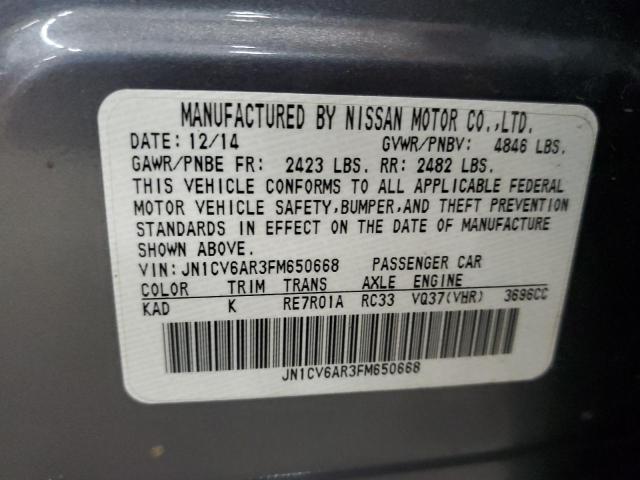 MANUFACTURED BY NISSAN MOTOR CO.,LTD.
DATE: 12/14 GVWR/PNBV: 4846 LBS.
GAWR/PNBE FR: 2423 LBS. RR: 2482 LBS.
THIS VEHICLE CONFORMS TO ALL APPLICABLE FEDERAL
MOTOR VEHICLE SAFETY,BUMPER,AND THEFT PREVENTION
STANDARDS IN EFFECT ON THE DATE OF MANUFACTURE
SHOWN ABOVE.
VIN: JN1CV6AR3FM650668 PASSENGER CAR
COLOR TRIM TRANS AXLE ENGINE
KAD K RE7R01A RC33 VQ37(VHR) 3696CC
JN1CV6AR3FM650668